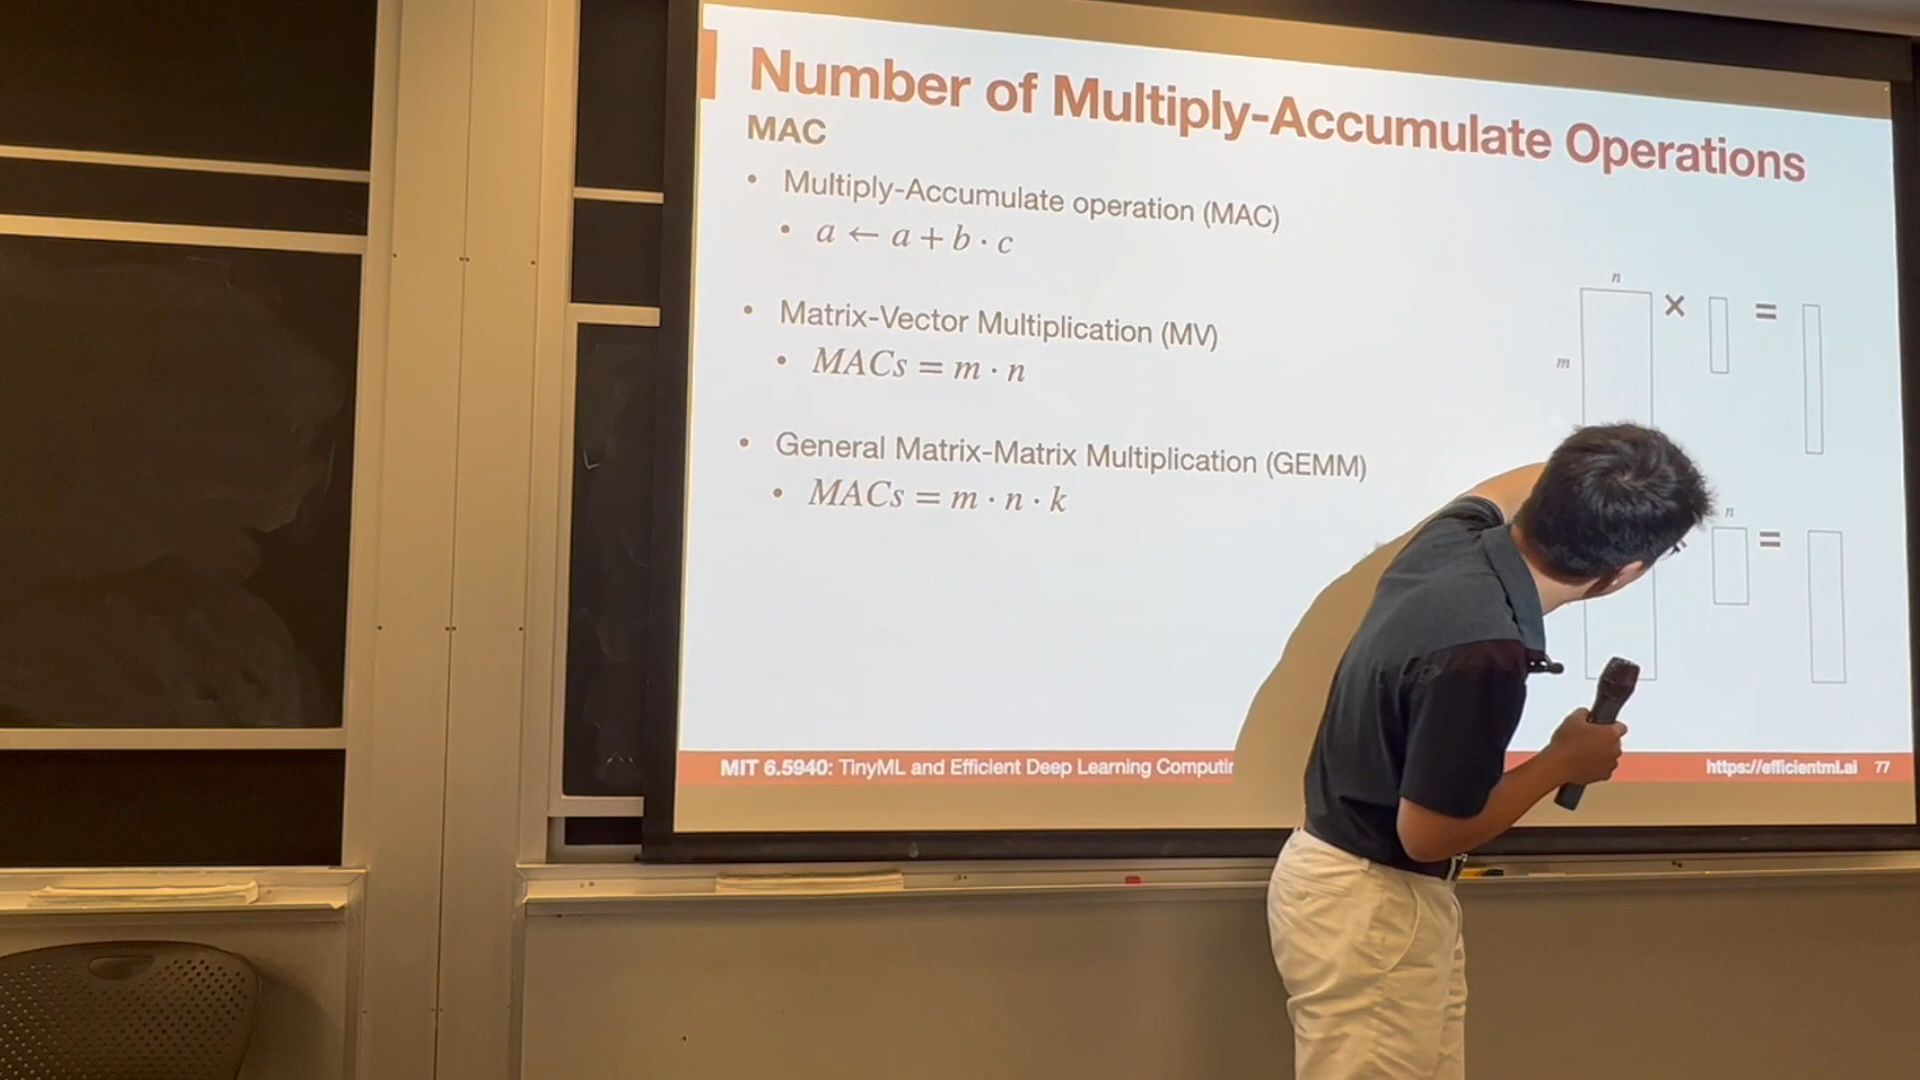 Number of Multiply-Accumulate Operations
MAC
• Multiply-Accumulate operation (MAC)
• a ← a + b · c
• Matrix-Vector Multiplication (MV)
• MACs = m · n
n
× =
m
• General Matrix-Matrix Multiplication (GEMM)
• MACs = m · n · k
n
=
MIT 6.5940: TinyML and Efficient Deep Learning
https://efficientml.ai 77